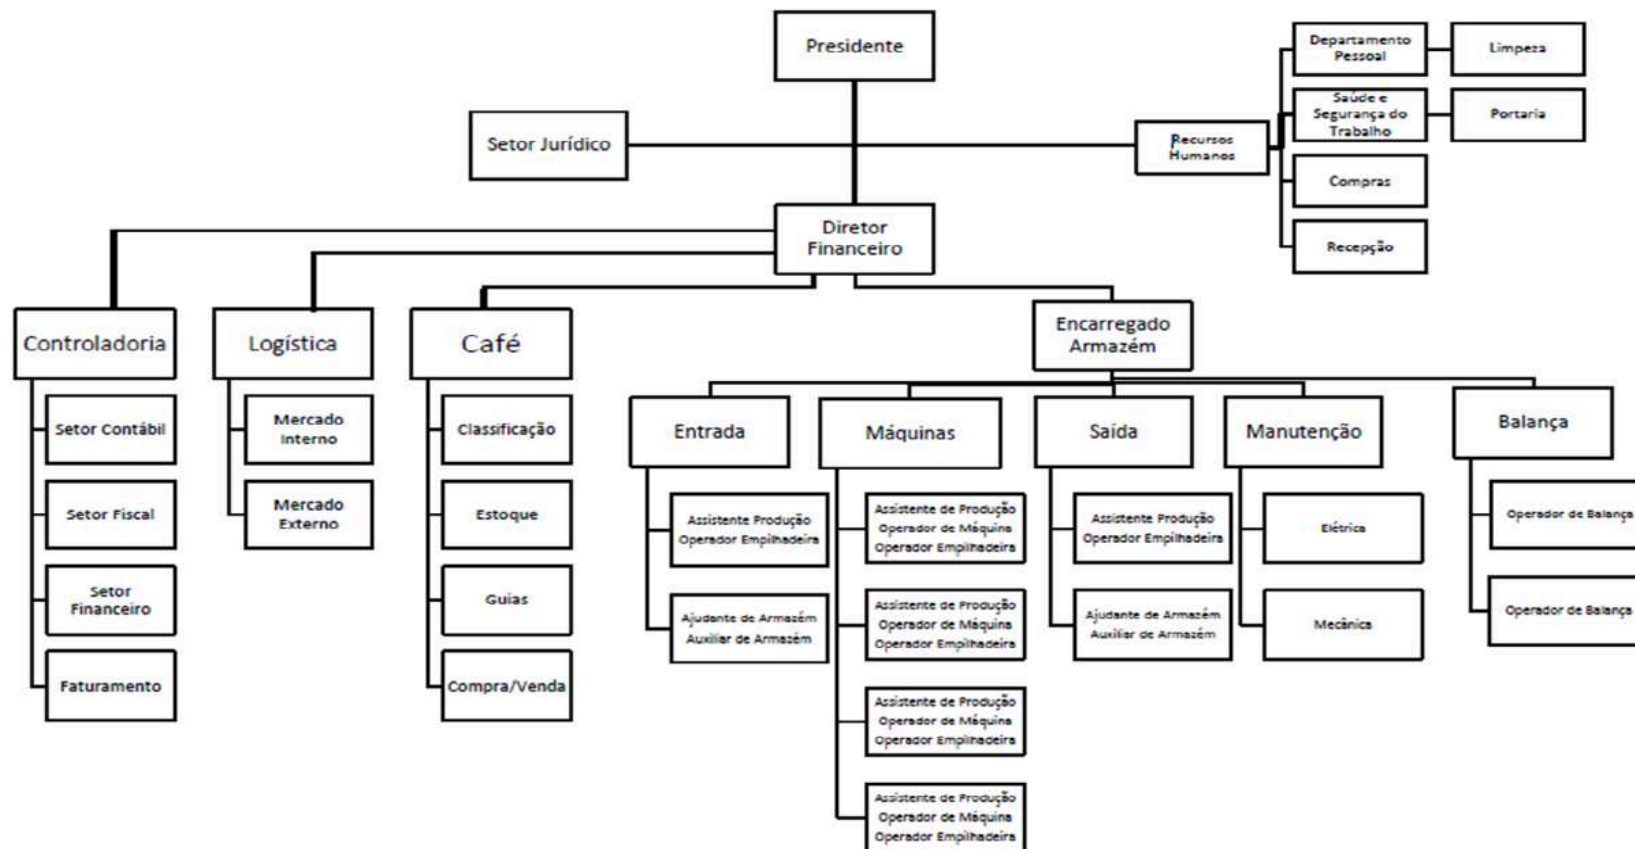 Presidente
Departamento
Pessoal
Limpeza
Saúde e
Segurança do
Trabalho
Portaria
Setor Jurídico
Recursos
Humanos
Compras
Recepção
Diretor
Financeiro
Controladoria
Logística
Café
Encarregado
Armazém
Setor Contábil
Setor Fiscal
Setor
Financeiro
Faturamento
Mercado
Interno
Mercado
Externo
Classificação
Estoque
Guias
Compra/Venda
Entrada
Máquinas
Saída
Manutenção
Balança
Assistente Produção
Operador Empilhadeira
Ajudante de Armazém
Auxiliar de Armazém
Assistente de Produção
Operador de Máquina
Operador Empilhadeira
Assistente de Produção
Operador de Máquina
Operador Empilhadeira
Assistente de Produção
Operador de Máquina
Operador Empilhadeira
Assistente de Produção
Operador de Máquina
Operador Empilhadeira
Assistente Produção
Operador Empilhadeira
Ajudante de Armazém
Auxiliar de Armazém
Elétrica
Mecânica
Operador de Balança
Operador de Balança